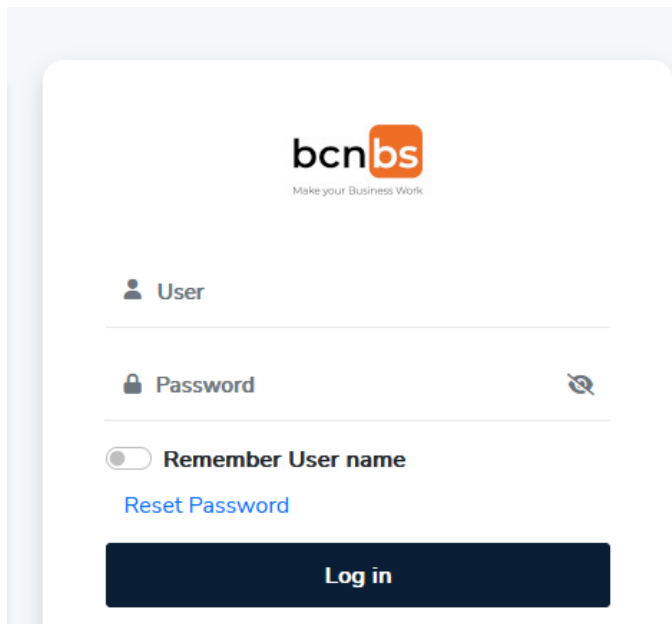 bcnbs
Make your Business Work
User
Password
Remember User name
Reset Password
Log in